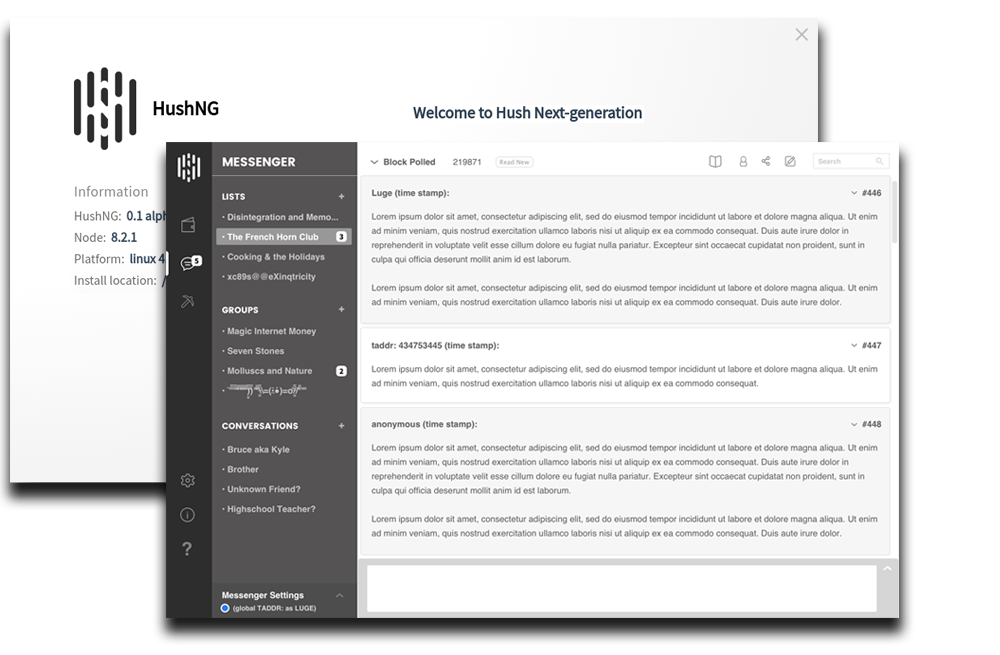 HushNG
Welcome to Hush Next-generation
Information
HushNG: 0.1 alph
Node: 8.2.1
Platform: linux 4
Install location: /
MESSENGER
LISTS +
· Disintegration and Memo...
· The French Horn Club 3
· Cooking & the Holidays
· xc89s@@eXinqtricity
5
GROUPS +
· Magic Internet Money
· Seven Stones
· Molluscs and Nature 2
CONVERSATIONS +
· Bruce aka Kyle
· Brother
· Unknown Friend?
· Highschool Teacher?
?
Messenger Settings
(global TADDR: as LUGE)
Block Polled 219871 Read New Search
Luge (time stamp): #446
Lorem ipsum dolor sit amet, consectetur adipiscing elit, sed do eiusmod tempor incididunt ut labore et dolore magna aliqua. Ut enim
ad minim veniam, quis nostrud exercitation ullamco laboris nisi ut aliquip ex ea commodo consequat. Duis aute irure dolor in
reprehenderit in voluptate velit esse cillum dolore eu fugiat nulla pariatur. Excepteur sint occaecat cupidatat non proident, sunt in
culpa qui officia deserunt mollit anim id est laborum.
Lorem ipsum dolor sit amet, consectetur adipiscing elit, sed do eiusmod tempor incididunt ut labore et dolore magna aliqua. Ut enim
ad minim veniam, quis nostrud exercitation ullamco laboris nisi ut aliquip ex ea commodo consequat. Duis aute irure dolor.
taddr: 434753445 (time stamp): #447
Lorem ipsum dolor sit amet, consectetur adipiscing elit, sed do eiusmod tempor incididunt ut labore et dolore magna aliqua. Ut enim
ad minim veniam, quis nostrud exercitation ullamco laboris nisi ut aliquip ex ea commodo consequat.
anonymous (time stamp): #448
Lorem ipsum dolor sit amet, consectetur adipiscing elit, sed do eiusmod tempor incididunt ut labore et dolore magna aliqua. Ut enim
ad minim veniam, quis nostrud exercitation ullamco laboris nisi ut aliquip ex ea commodo consequat. Duis aute irure dolor in
reprehenderit in voluptate velit esse cillum dolore eu fugiat nulla pariatur. Excepteur sint occaecat cupidatat non proident, sunt in
culpa qui officia deserunt mollit anim id est laborum.
Lorem ipsum dolor sit amet, consectetur adipiscing elit, sed do eiusmod tempor incididunt ut labore et dolore magna aliqua. Ut enim
ad minim veniam, quis nostrud exercitation ullamco laboris nisi ut aliquip ex ea commodo consequat. Duis aute irure dolor.